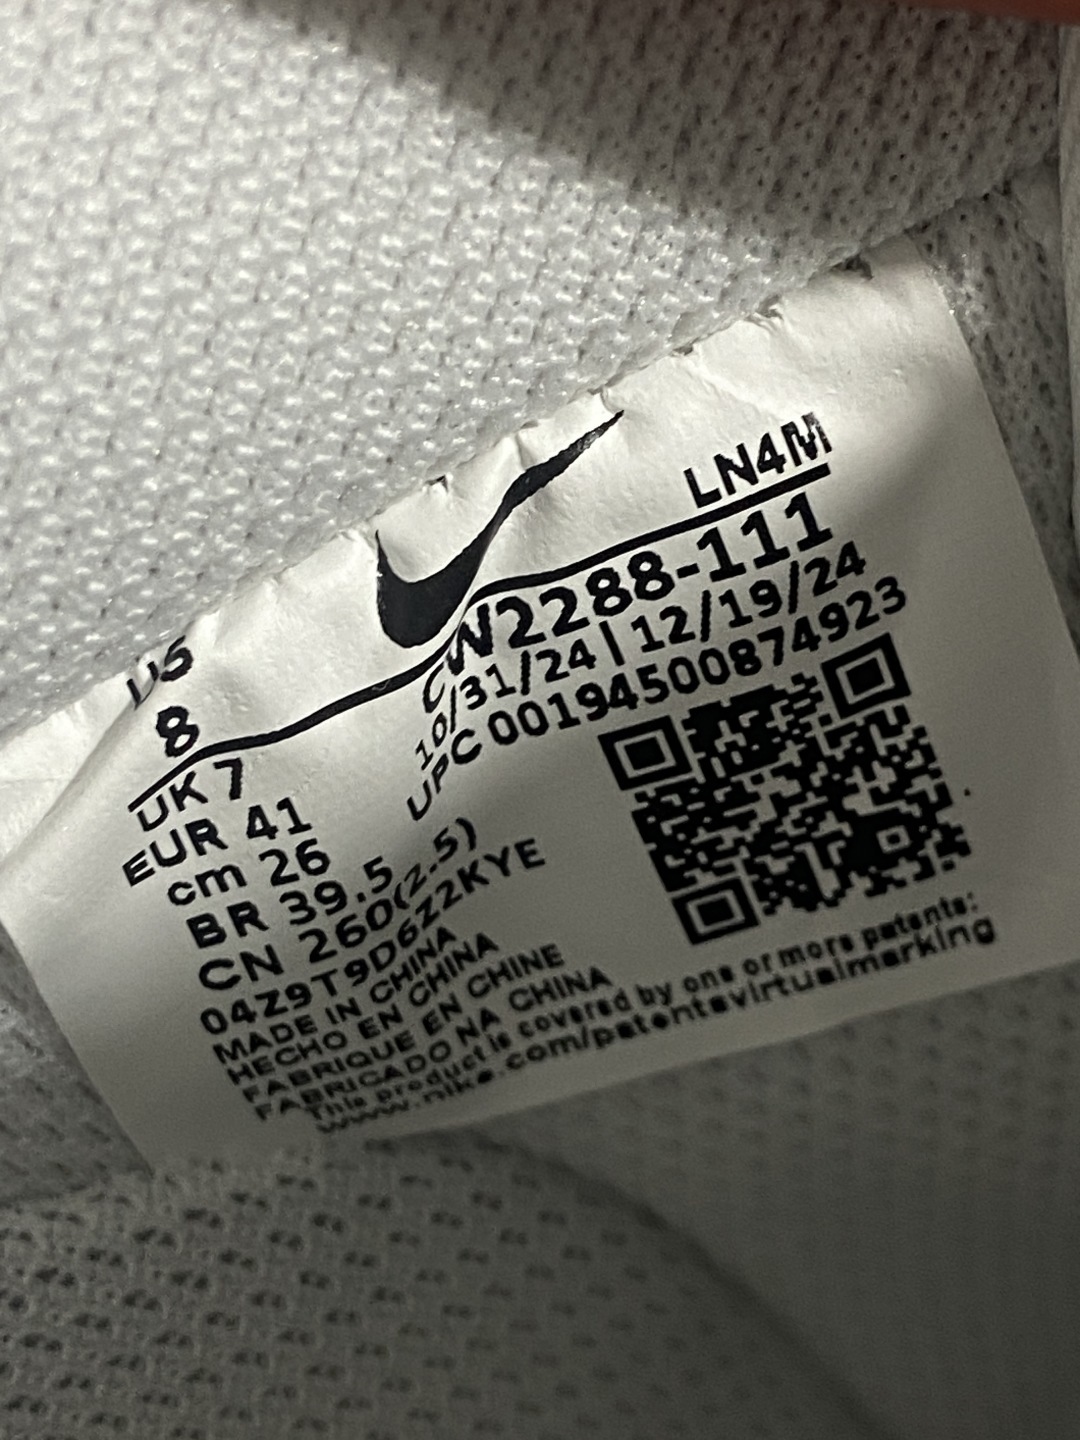 LN4M
US
8
CW2288-111
10/31/24 | 12/19/24
UPC 00194500874923
UK 7
EUR 41
cm 26
BR 39.5
CN 260(2.5)
04Z9T9D6Z2KYE
MADE IN CHINA
HECHO EN CHINA
FABRIQUE EN CHINE
FABRICADO NA CHINA
This product is covered by one or more patents:
www.nike.com/patentsvirtualmarking